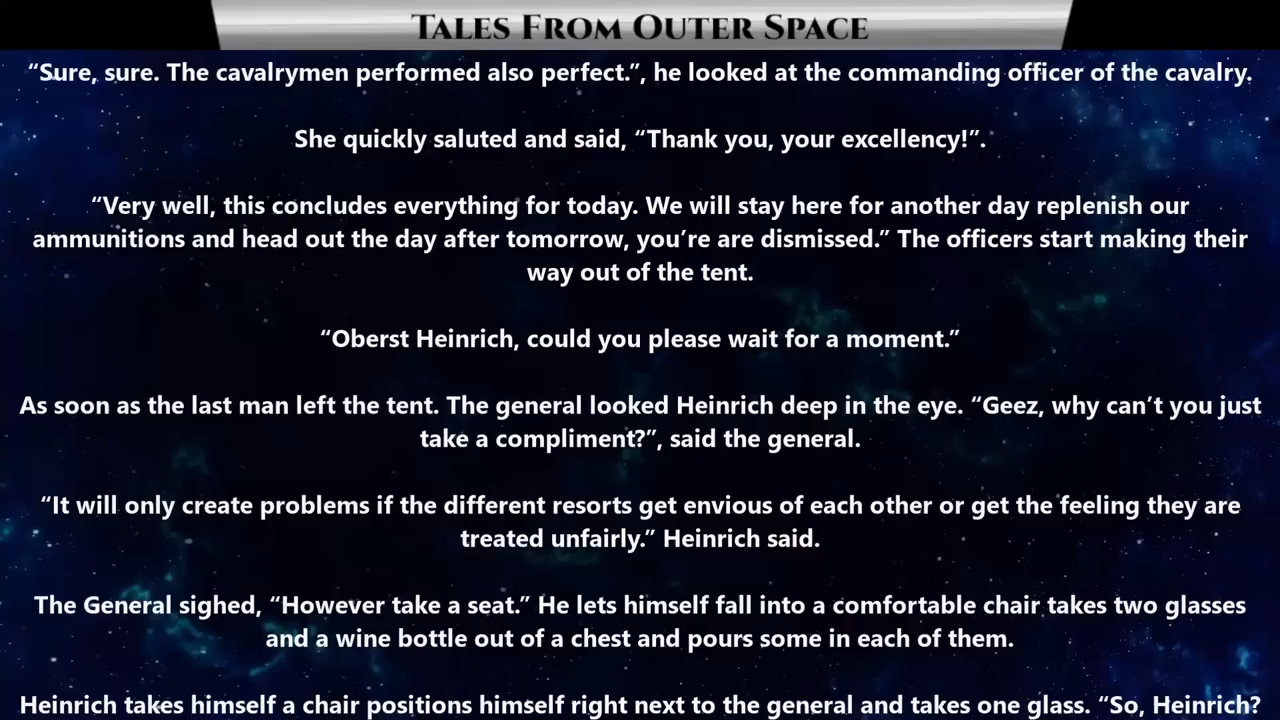 Tales From Outer Space
“Sure, sure. The cavalrymen performed also perfect.”, he looked at the commanding officer of the cavalry.
She quickly saluted and said, “Thank you, your excellency!”.
“Very well, this concludes everything for today. We will stay here for another day replenish our
ammunitions and head out the day after tomorrow, you’re are dismissed.” The officers start making their
way out of the tent.
“Oberst Heinrich, could you please wait for a moment.”
As soon as the last man left the tent. The general looked Heinrich deep in the eye. “Geez, why can’t you just
take a compliment?”, said the general.
“It will only create problems if the different resorts get envious of each other or get the feeling they are
treated unfairly.” Heinrich said.
The General sighed, “However take a seat.” He lets himself fall into a comfortable chair takes two glasses
and a wine bottle out of a chest and pours some in each of them.
Heinrich takes himself a chair positions himself right next to the general and takes one glass. “So, Heinrich?